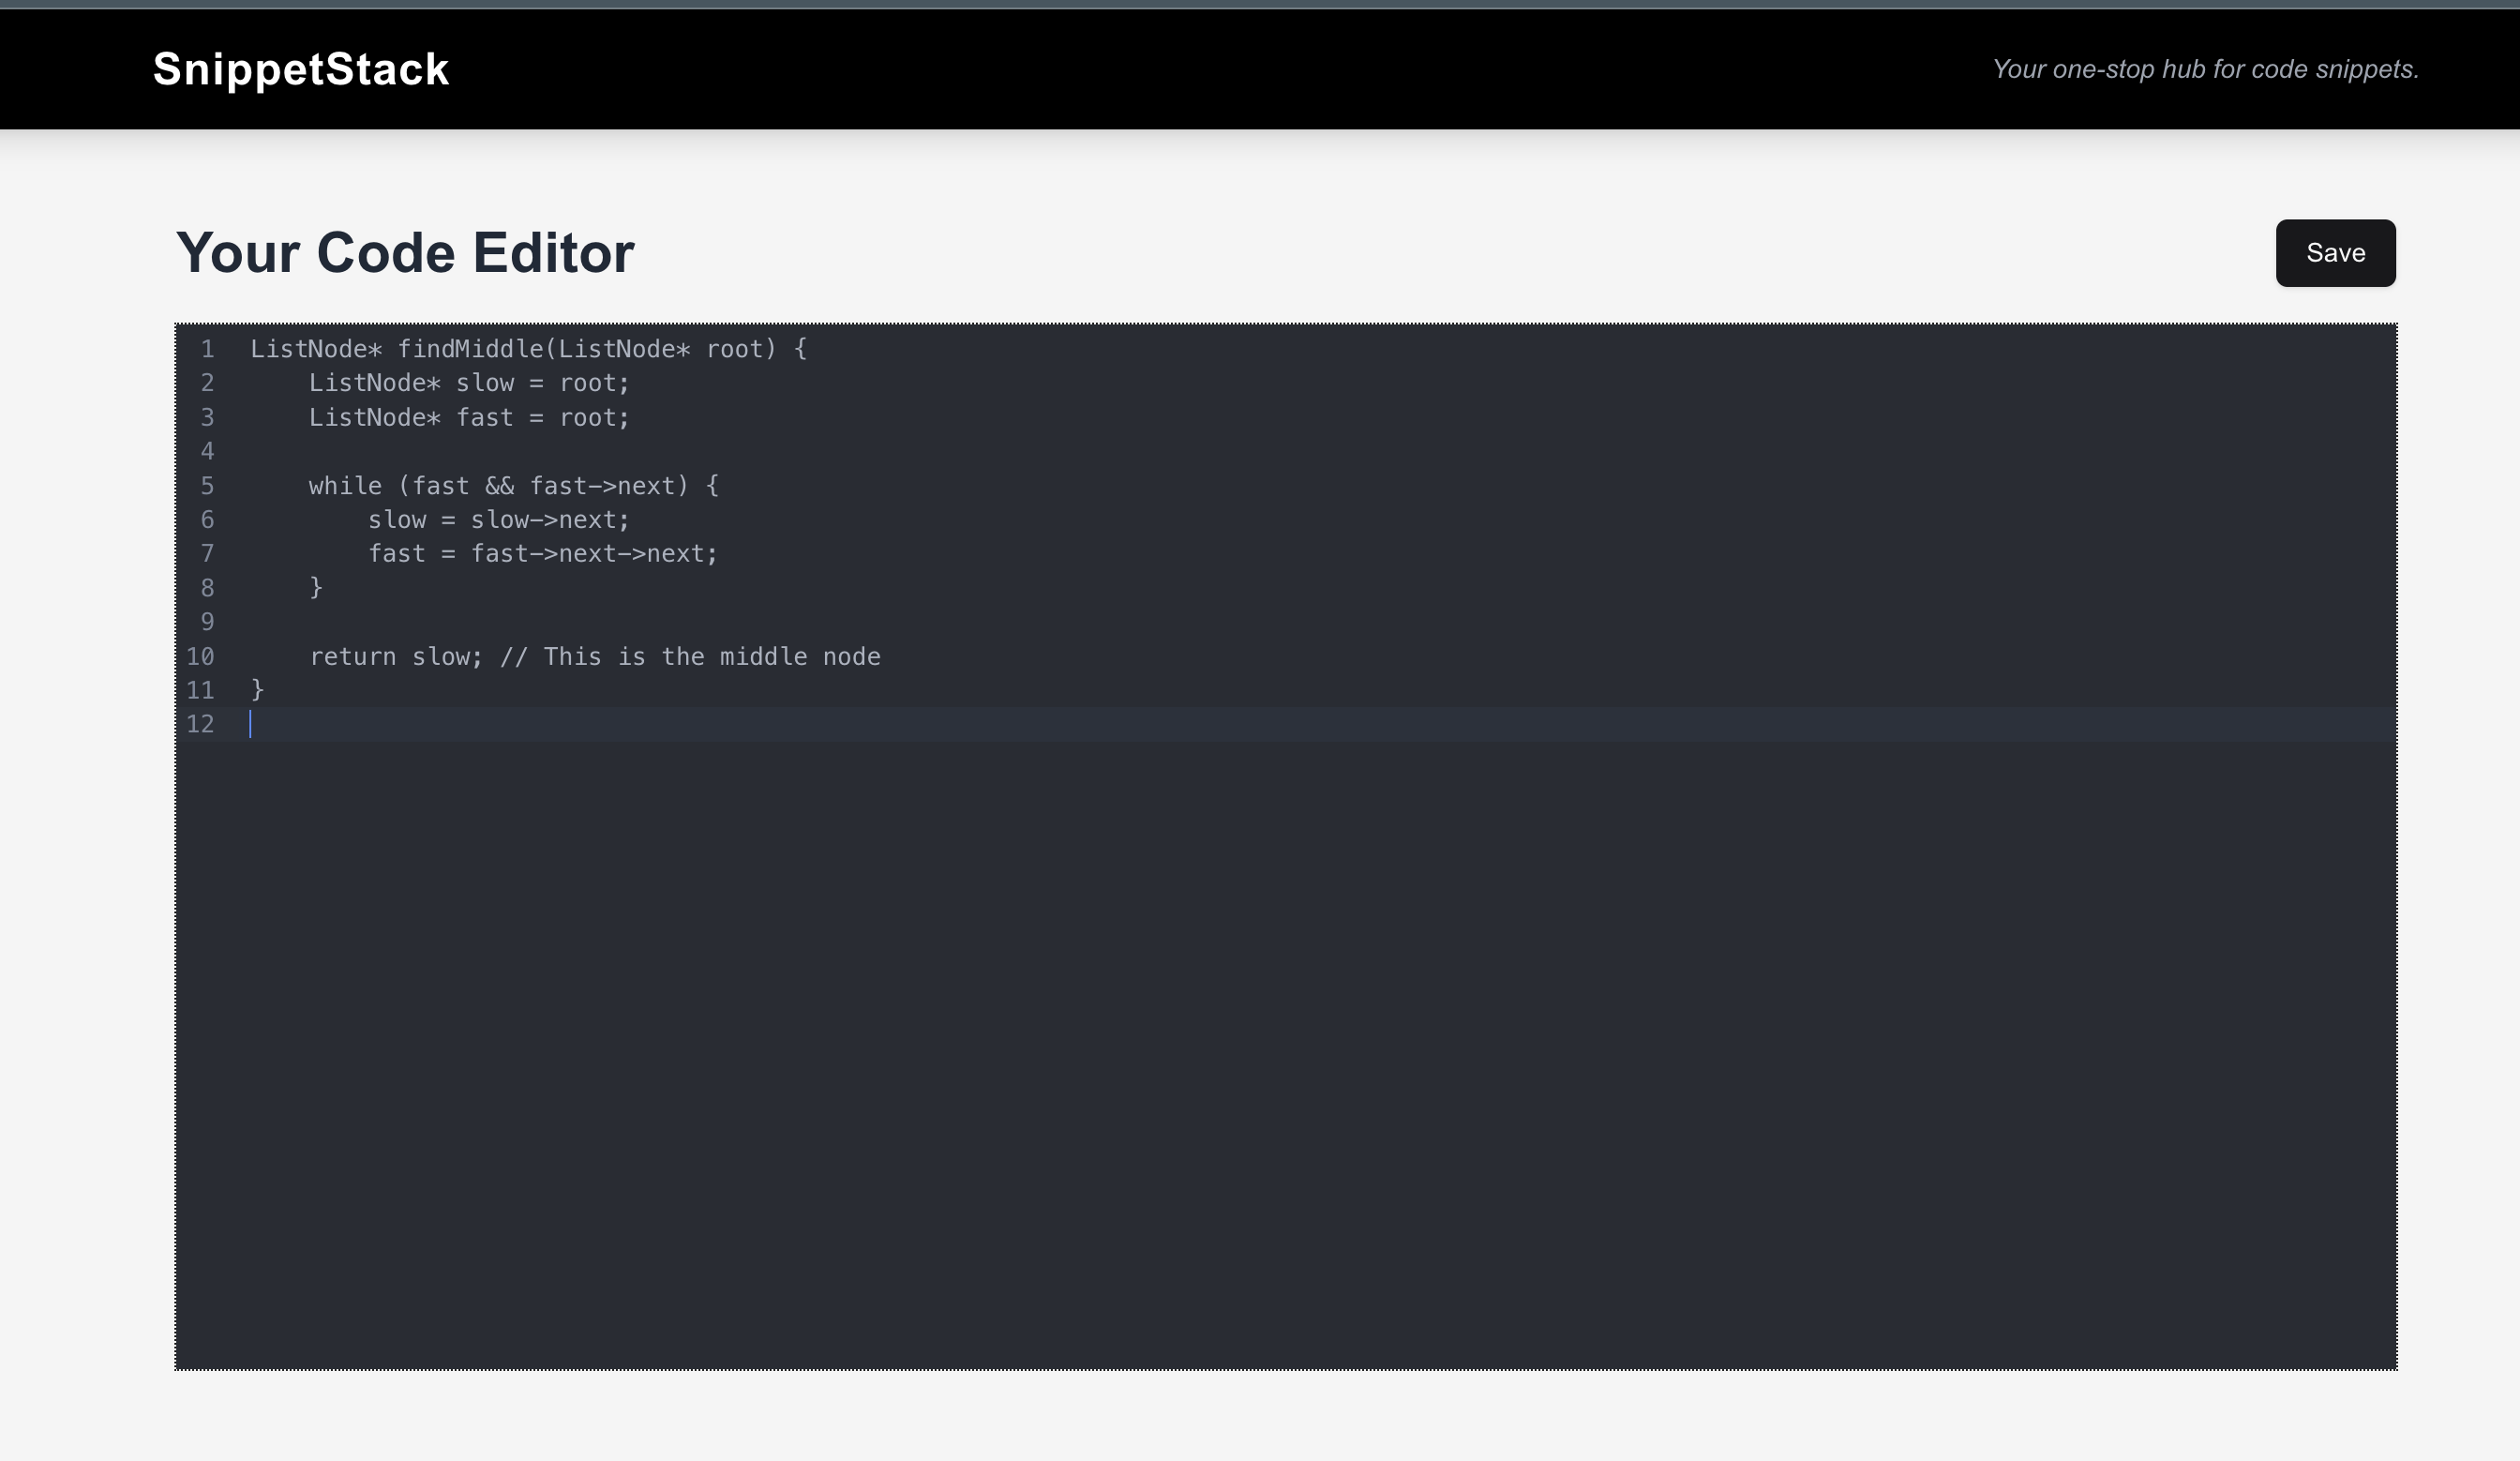 SnippetStack
Your one-stop hub for code snippets.
Your Code Editor
Save
1 ListNode* findMiddle(ListNode* root) {
2     ListNode* slow = root;
3     ListNode* fast = root;
4
5     while (fast && fast->next) {
6         slow = slow->next;
7         fast = fast->next->next;
8     }
9
10     return slow; // This is the middle node
11 }
12